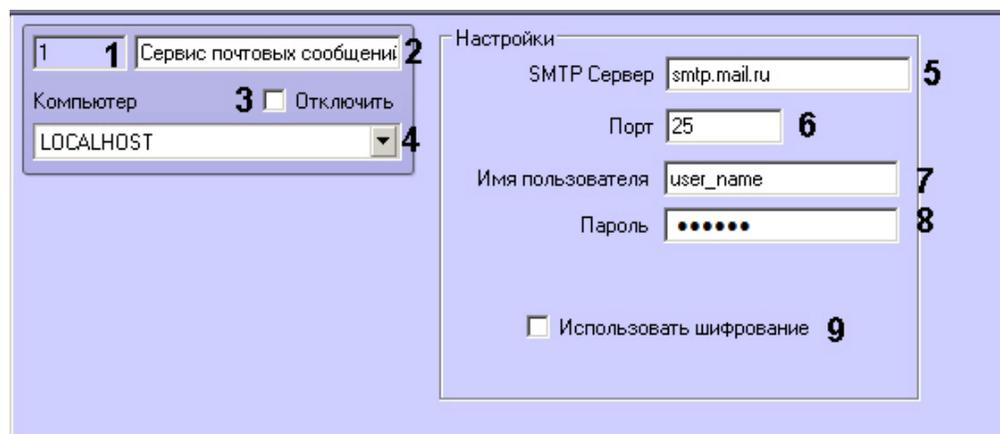 1 1 Сервис почтовых сообщений 2
Компьютер 3 Отключить
LOCALHOST 4
Настройки
SMTP Сервер smtp.mail.ru 5
Порт 25 6
Имя пользователя user_name 7
Пароль •••••• 8
Использовать шифрование 9